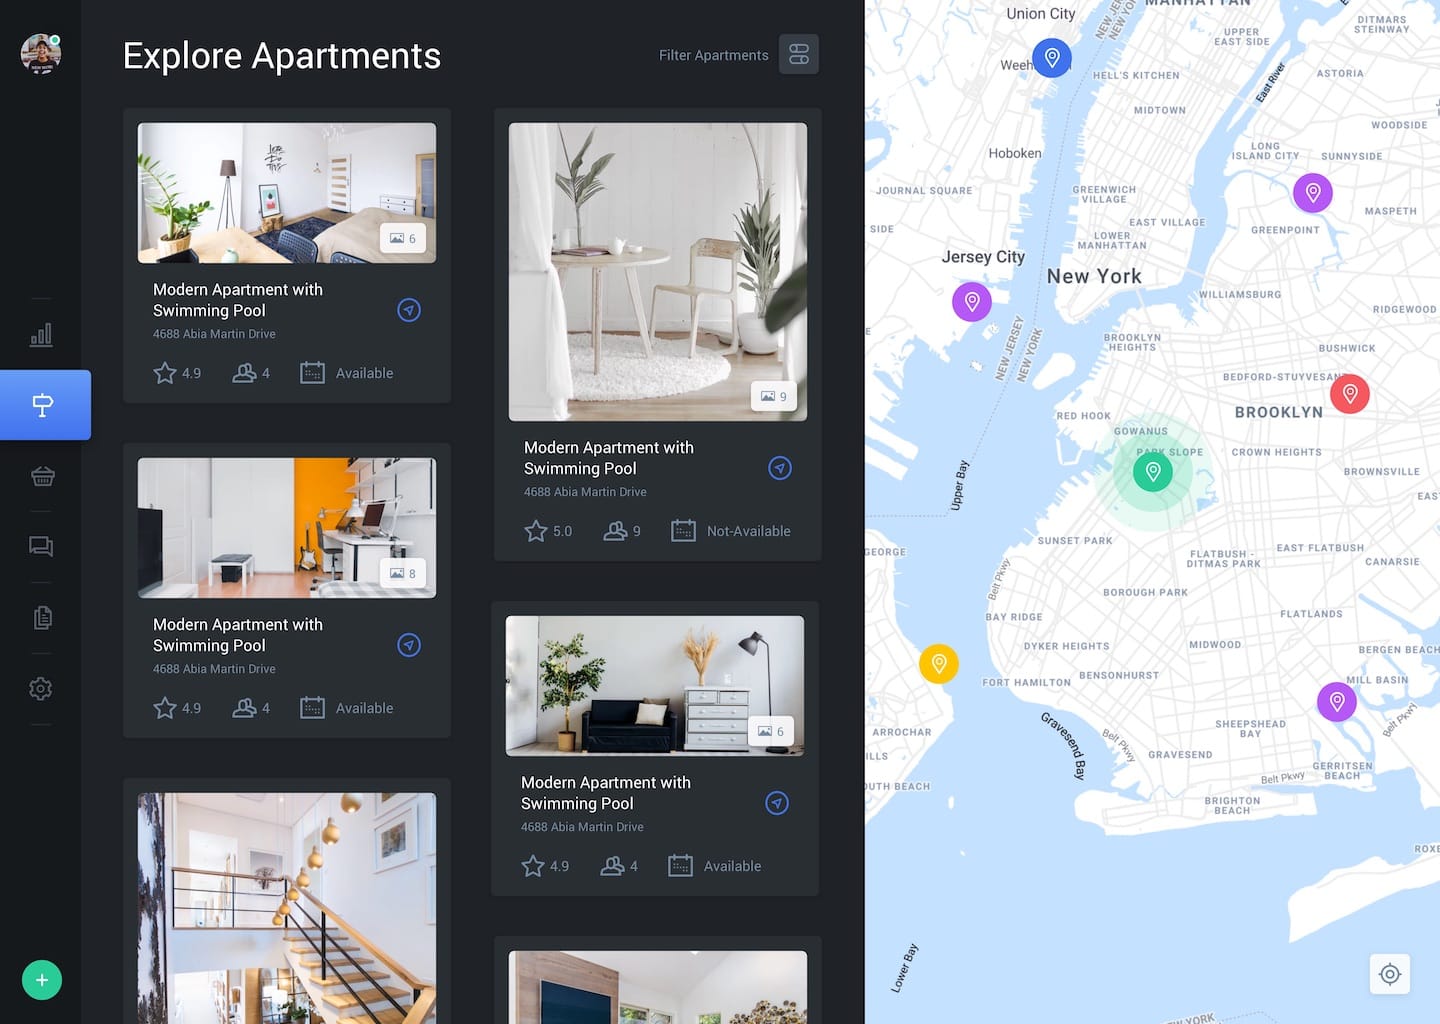 Explore Apartments
Filter Apartments
6
Modern Apartment with
Swimming Pool
4688 Abia Martin Drive
4.9
4
Available
8
Modern Apartment with
Swimming Pool
4688 Abia Martin Drive
4.9
4
Available
9
Modern Apartment with
Swimming Pool
4688 Abia Martin Drive
5.0
9
Not-Available
6
Modern Apartment with
Swimming Pool
4688 Abia Martin Drive
4.9
4
Available
MANHATTAN
Union City
NEW YORK
UPPER
EAST SIDE
DITMARS
STEINWAY
HELL'S KITCHEN
East River
ASTORIA
MIDTOWN
WOODSIDE
Hoboken
LONG
ISLAND CITY
SUNNYSIDE
JOURNAL SQUARE
GREENWICH
VILLAGE
MASPETH
SIDE
EAST VILLAGE
GREENPOINT
LOWER
MANHATTAN
Jersey City
New York
WILLIAMSBURG
RIDGEWOOD
NEW JERSEY
NEW YORK
BROOKLYN
HEIGHTS
BUSHWICK
BEDFORD-STUYVESAN
RED HOOK
BROOKLYN
GOWANUS
PARK SLOPE
CROWN HEIGHTS
Upper Bay
BROWNSVILLE
EAS
SUNSET PARK
GEORGE
FLATBUSH -
DITMAS PARK
EAST FLATBUSH
CANARSIE
Belt Pkwy
BOROUGH PARK
BAY RIDGE
FLATLANDS
DYKER HEIGHTS
MIDWOOD
BERGEN BEACH
FORT HAMILTON
BENSONHURST
MILL BASIN
ARROCHAR
Gravesend Bay
SHEEPSHEAD
BAY
Belt Pkwy
Belt Pkwy
ILLS
GRAVESEND
GERRITSEN
BEACH
Belt Pkwy
OUTH BEACH
BRIGHTON
BEACH
ROX
Lower Bay
NEW YORK